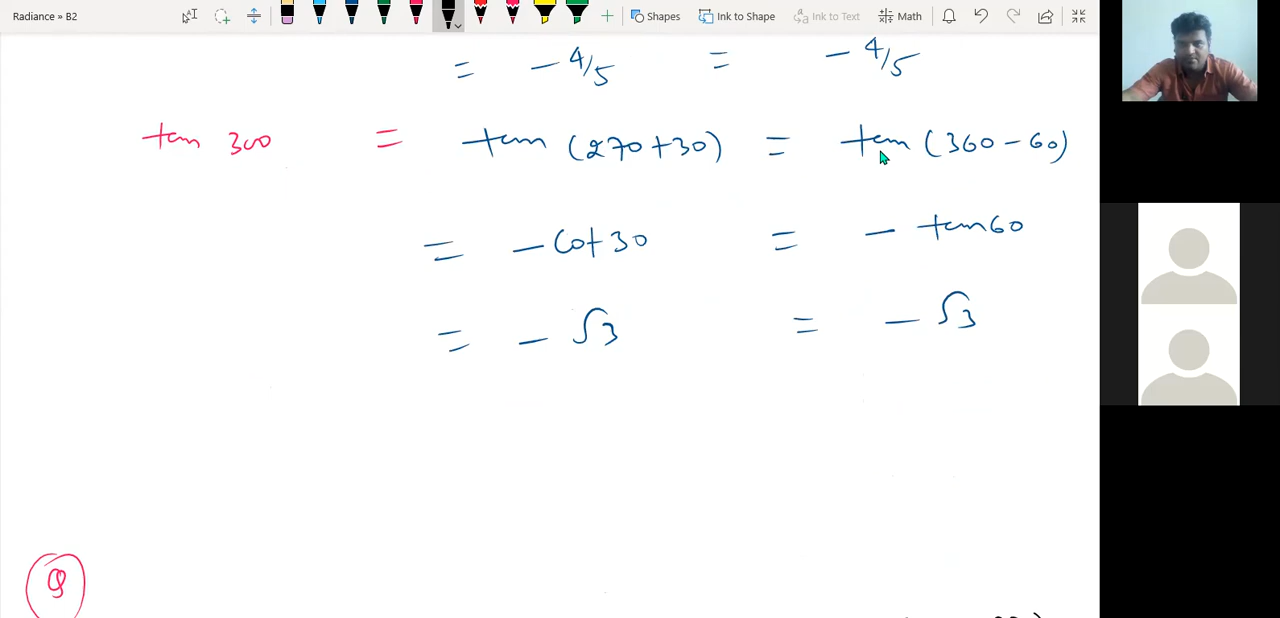 Radiance » B2 Shapes Ink to Shape Ink to Text Math
= - 4/5 = - 4/5
tan 300 = tan (270+30) = tan (360-60)
= - Cot 30 = - tan 60
= - √3 = - √3
Q